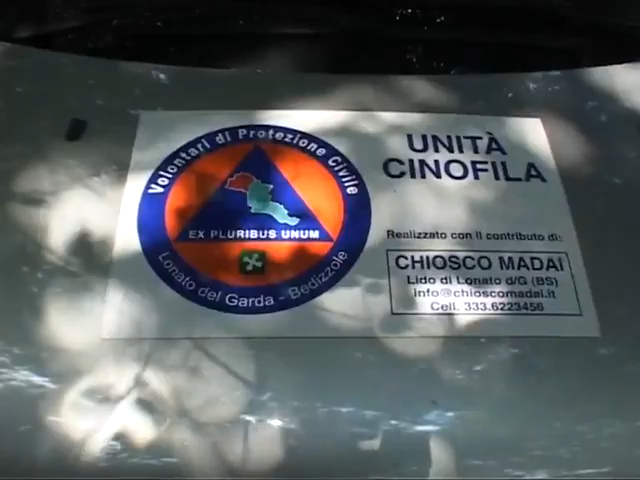 Volontari di Protezione Civile
EX PLURIBUS UNUM
Lonato del Garda - Bedizzole
UNITÀ
CINOFILA
Realizzato con il contributo di:
CHIOSCO MADAI
Lido di Lonato d/G (BS)
info@chioscomadai.it
Cell. 333.6223456